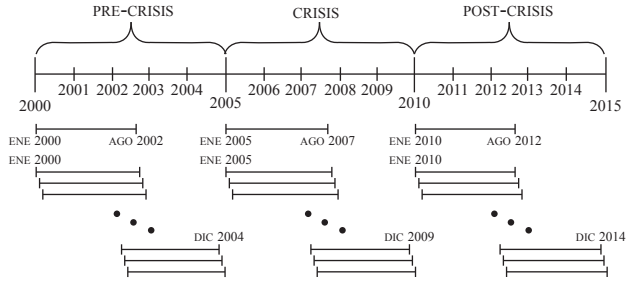 PRE-CRISIS CRISIS POST-CRISIS
2000 2001 2002 2003 2004 2005 2006 2007 2008 2009 2010 2011 2012 2013 2014 2015
ENE 2000 AGO 2002 ENE 2005 AGO 2007 ENE 2010 AGO 2012
ENE 2000 ENE 2005 ENE 2010
DIC 2004 DIC 2009 DIC 2014